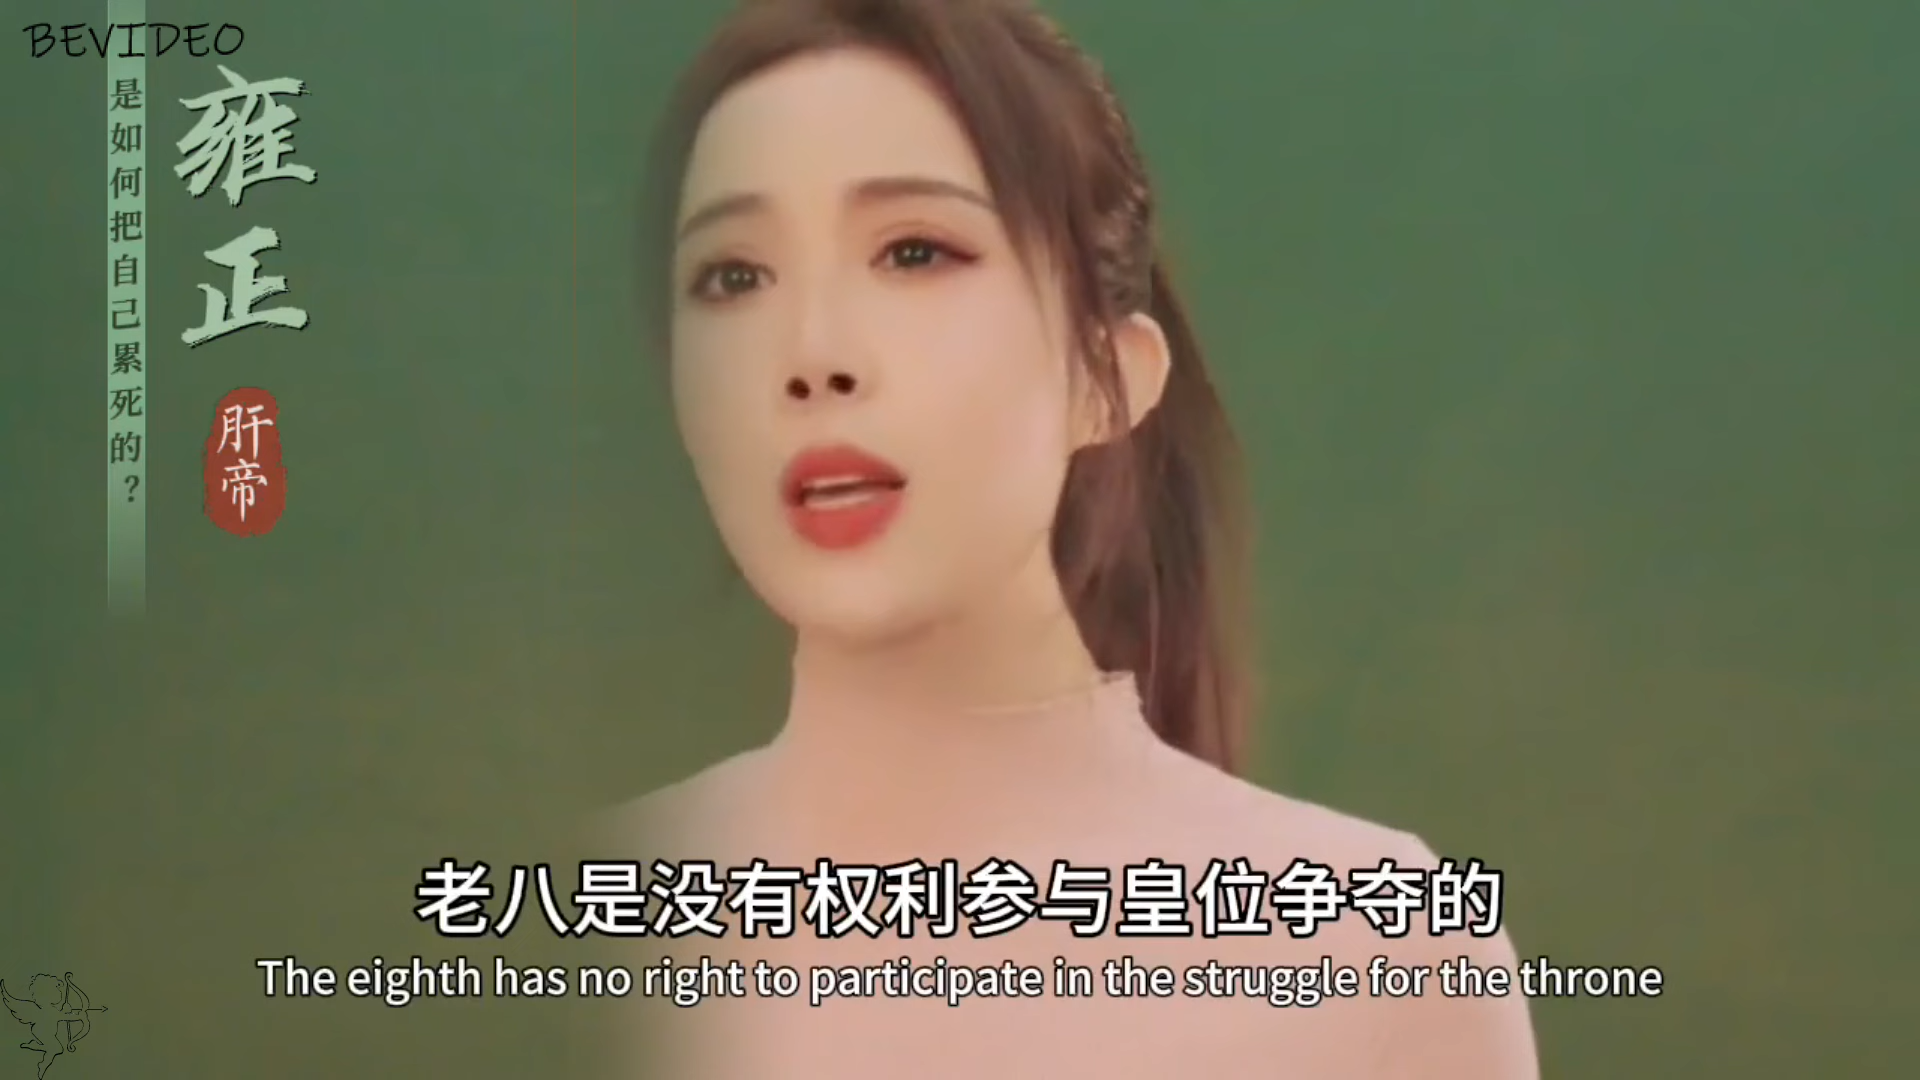 BEVIDEO
是如何把自己累死的?
雍正
肝帝
老八是没有权利参与皇位争夺的
The eighth has no right to participate in the struggle for the throne